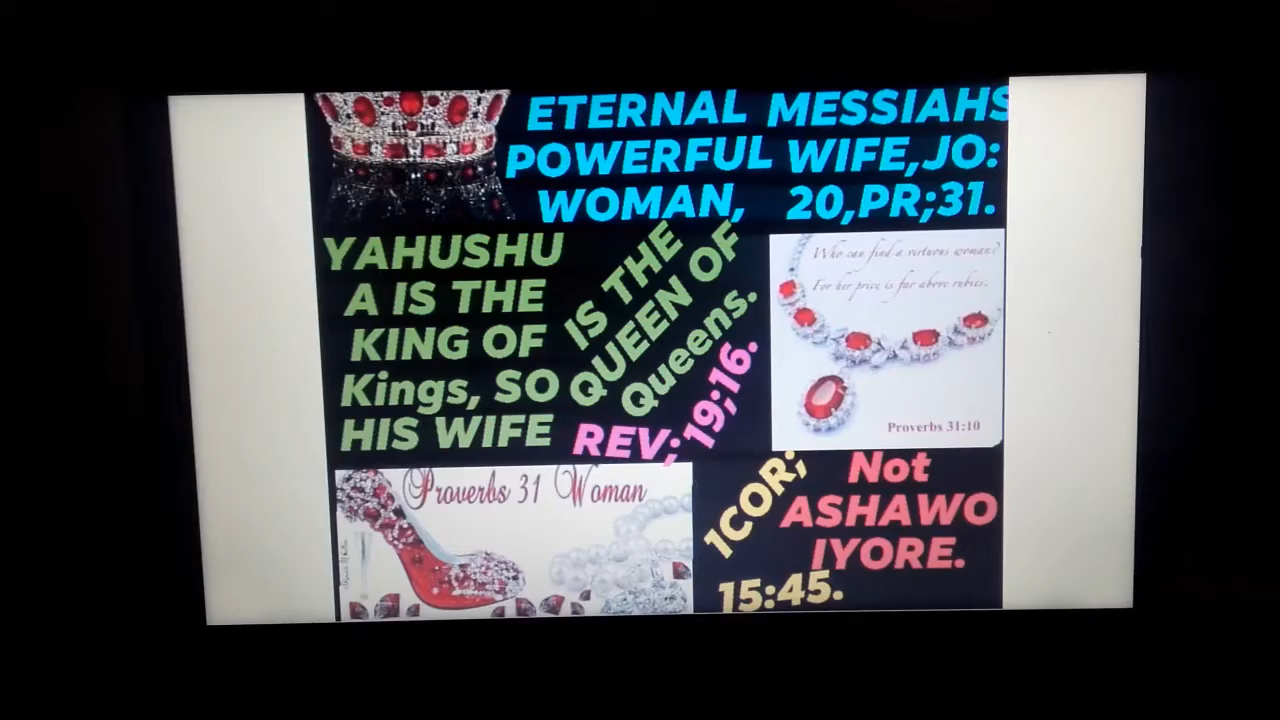 ETERNAL MESSIAHS
POWERFUL WIFE,JO:
WOMAN, 20,PR;31.
YAHUSHU
A IS THE
KING OF
Kings, SO
HIS WIFE
IS THE
QUEEN OF
Queens.
REV; 19;16.
Who can find a virtuous woman?
For her price is far above rubies.
Proverbs 31:10
Proverbs 31 Woman
1COR;
15:45.
Not
ASHAWO
IYORE.